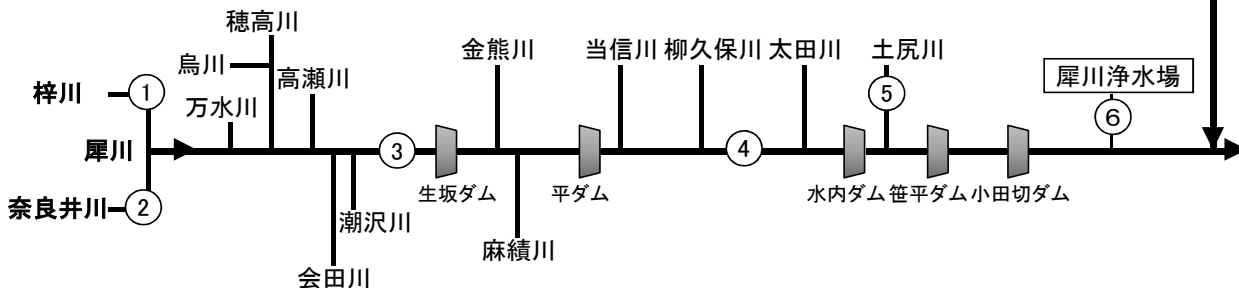 穂高川
金熊川
当信川
柳久保川
太田川
土尻川
烏川
高瀬川
犀川浄水場
梓川
①
万水川
⑤
⑥
犀川
③
④
生坂ダム
平ダム
水内ダム
笹平ダム
小田切ダム
奈良井川
②
潮沢川
麻績川
会田川